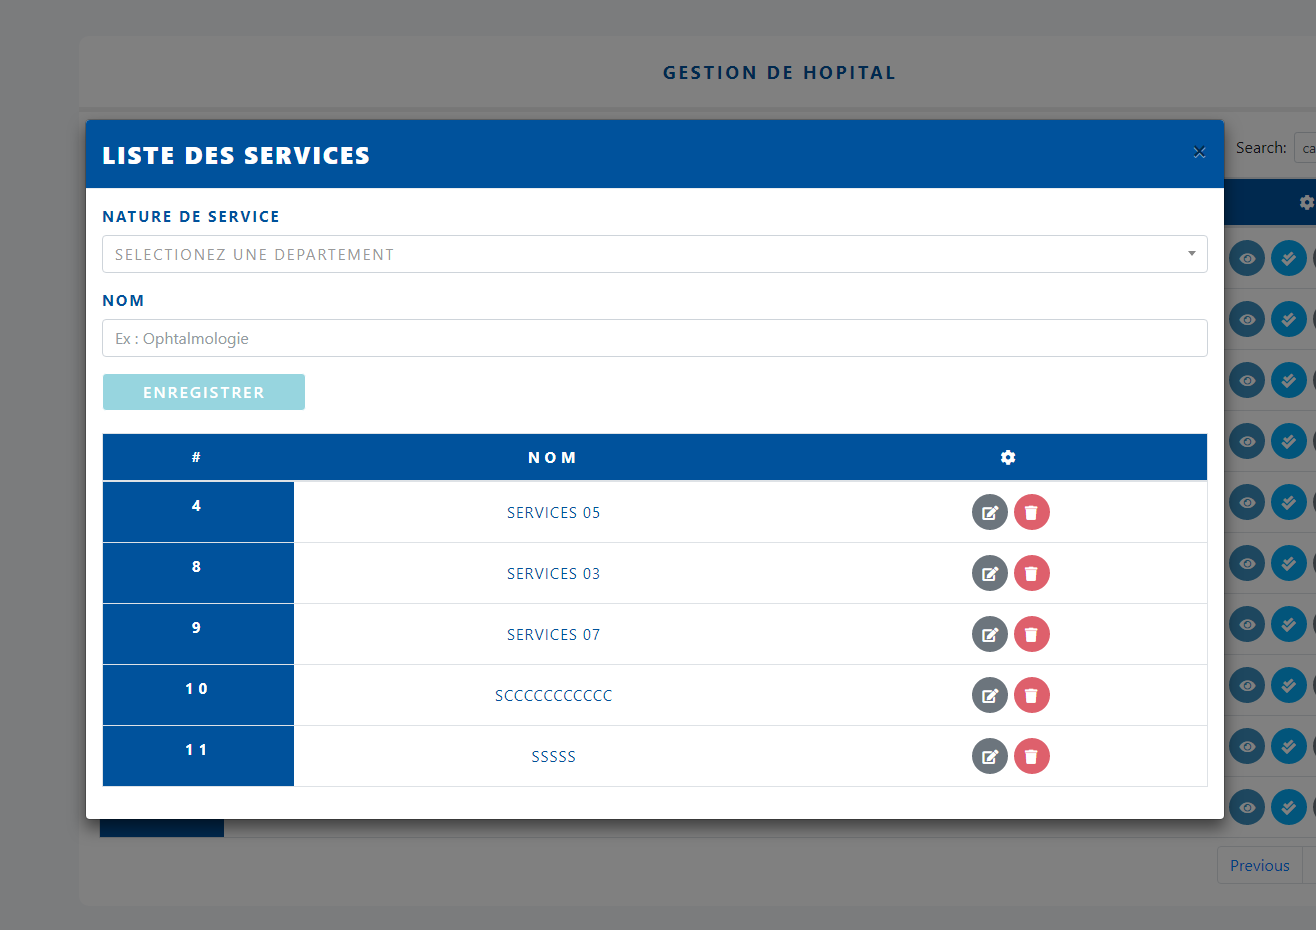 GESTION DE HOPITAL
LISTE DES SERVICES
×
Search:
ca
NATURE DE SERVICE
SELECTIONEZ UNE DEPARTEMENT
NOM
Ex : Ophtalmologie
ENREGISTRER
# NOM
4 SERVICES 05
8 SERVICES 03
9 SERVICES 07
10 SCCCCCCCCCCC
11 SSSSS
Previous